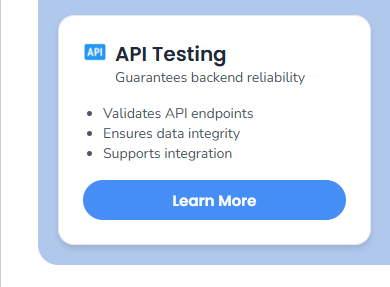 API API Testing
Guarantees backend reliability
• Validates API endpoints
• Ensures data integrity
• Supports integration
Learn More